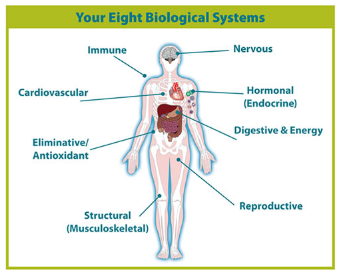 Your Eight Biological Systems
Immune
Nervous
Cardiovascular
Hormonal
(Endocrine)
Digestive & Energy
Eliminative/
Antioxidant
Reproductive
Structural
(Musculoskeletal)